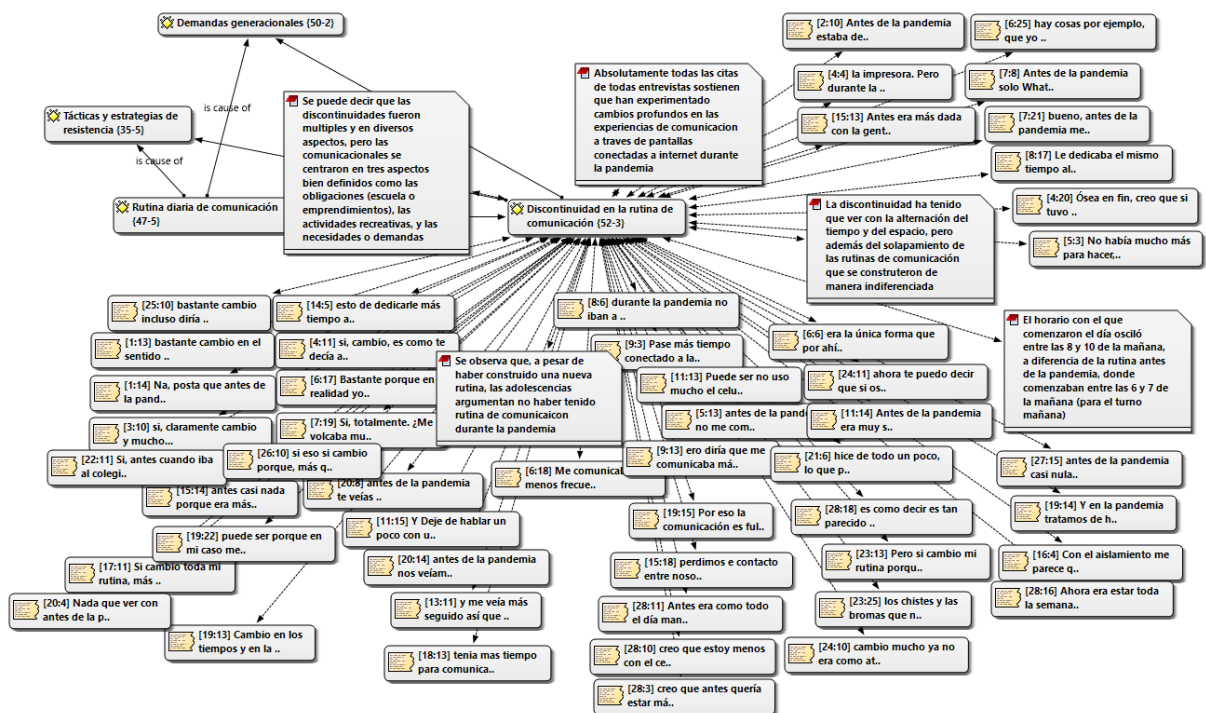 Demandas generacionales {50-2}
is cause of
Tácticas y estrategias de
resistencia {35-5}
is cause of
Rutina diaria de comunicación
{47-5}
Se puede decir que las
discontinuidades fueron
multiples y en diversos
aspectos, pero las
comunicacionales se
centraron en tres aspectos
bien definidos como las
obligaciones (escuela o
emprendimientos), las
actividades recreativas, y las
necesidades o demandas
Absolutamente todas las citas
de todas entrevistas sostienen
que han experimentado
cambios profundos en las
experiencias de comunicacion
a traves de pantallas
conectadas a internet durante
la pandemia
Discontinuidad en la rutina de
comunicación {52-3}
[2:10] Antes de la pandemia
estaba de..
[6:25] hay cosas por ejemplo,
que yo ..
[4:4] la impresora. Pero
durante la ..
[7:8] Antes de la pandemia
solo What..
[15:13] Antes era más dada
con la gent..
[7:21] bueno, antes de la
pandemia me..
[8:17] Le dedicaba el mismo
tiempo al..
La discontinuidad ha tenido
que ver con la alternación del
tiempo y del espacio, pero
además del solapamiento de
las rutinas de comunicación
que se construteron de
manera indiferenciada
[4:20] Ósea en fin, creo que si
tuvo ..
[5:3] No había mucho más
para hacer,..
El horario con el que
comenzaron el día osciló
entre las 8 y 10 de la mañana,
a diferencia de la rutina antes
de la pandemia, donde
comenzaban entre las 6 y 7 de
la mañana (para el turno
mañana)
[25:10] bastante cambio
incluso diría ..
[14:5] esto de dedicarle más
tiempo a..
[8:6] durante la pandemia no
iban a ..
[1:13] bastante cambio en el
sentido ..
[4:11] si, cambio, es como te
decía a..
[9:3] Pase más tiempo
conectado a la..
[6:6] era la única forma que
por ahí..
Se observa que, a pesar de
haber construido una nueva
rutina, las adolescencias
argumentan no haber tenido
rutina de comunicaicon
durante la pandemia
[1:14] Na, posta que antes de
la pand..
[6:17] Bastante porque en
realidad yo..
[11:13] Puede ser no uso
mucho el celu..
[24:11] ahora te puedo decir
que si os..
[3:10] si, claramente cambio
y mucho...
[7:19] Sí, totalmente. ¿Me
volcaba mu..
[5:13] antes de la pand
no me com..
[11:14] Antes de la pandemia
era muy s..
[22:11] Si, antes cuando iba
al colegi..
[26:10] si eso si cambio
porque, más q..
[9:13] ero diría que me
comunicaba má..
[21:6] hice de todo un poco,
lo que p..
[27:15] antes de la pandemia
casi nula..
[15:14] antes casi nada
porque era más..
[20:8] antes de la pandemia
te veías ..
[6:18] Me comunicaba
menos frecue..
[19:22] puede ser porque en
mi caso me..
[11:15] Y Deje de hablar un
poco con u..
[19:15] Por eso la
comunicación es ful..
[28:18] es como decir es tan
parecido ..
[19:14] Y en la pandemia
tratamos de h..
[17:11] Si cambio toda mi
rutina, más ..
[20:14] antes de la pandemia
nos veíam..
[15:18] perdimos e contacto
entre noso..
[23:13] Pero si cambio mi
rutina porqu..
[16:4] Con el aislamiento me
parece q..
[20:4] Nada que ver con
antes de la p..
[13:11] y me veía más
seguido así que ..
[28:11] Antes era como todo
el día man..
[23:25] los chistes y las
bromas que n..
[28:16] Ahora era estar toda
la semana..
[19:13] Cambio en los
tiempos y en la ..
[18:13] tenia mas tiempo
para comunica..
[28:10] creo que estoy menos
con el ce..
[24:10] cambio mucho ya no
era como at..
[28:3] creo que antes quería
estar má..